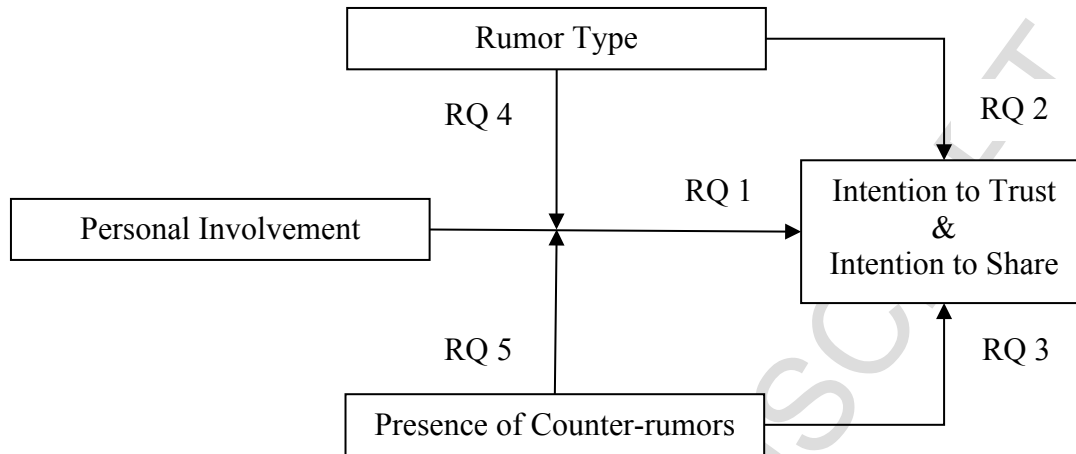 Rumor Type
RQ 4
RQ 2
RQ 1
Personal Involvement
Intention to Trust
&
Intention to Share
RQ 5
RQ 3
Presence of Counter-rumors